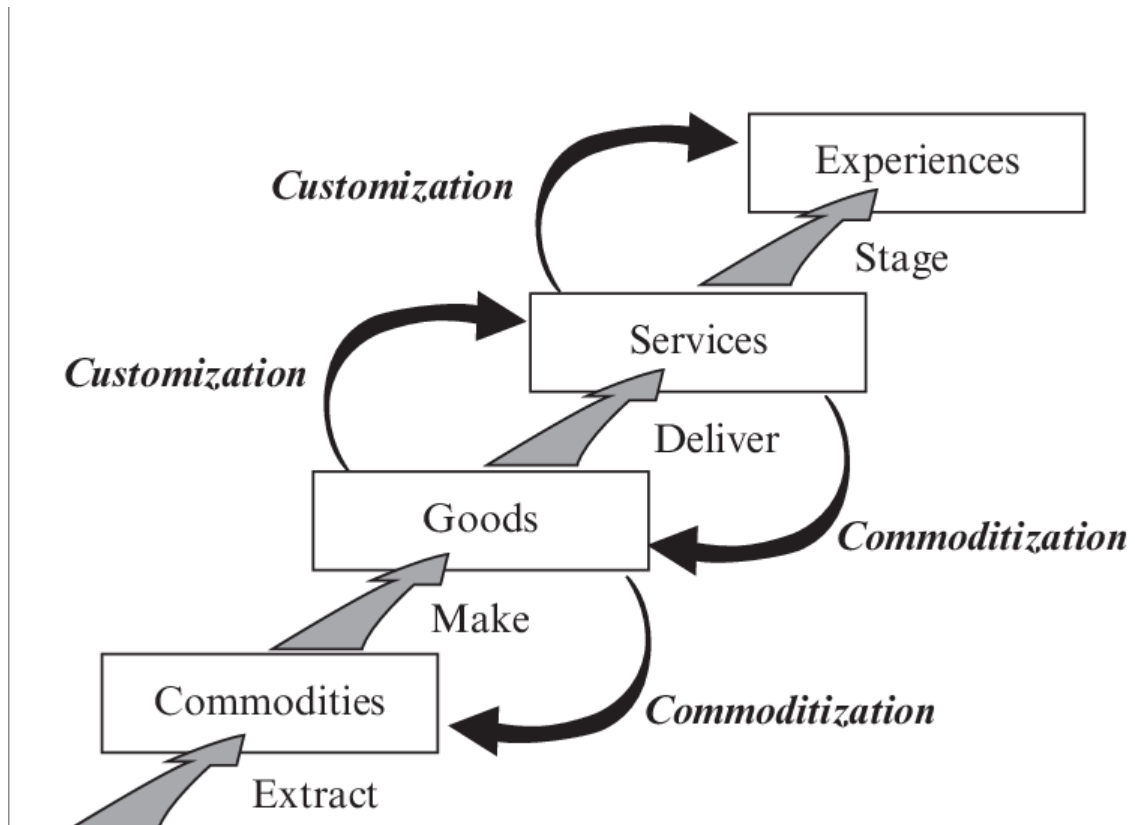 Experiences
Customization
Stage
Services
Customization
Deliver
Goods
Commoditization
Make
Commodities
Commoditization
Extract